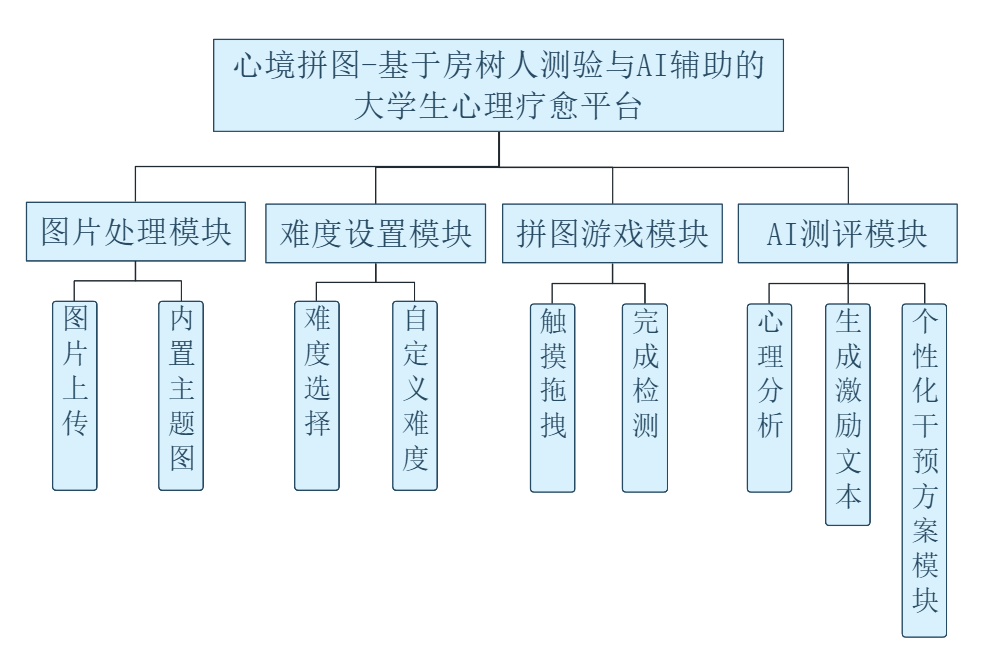 心境拼图-基于房树人测验与AI辅助的
大学生心理疗愈平台
图片处理模块
难度设置模块
拼图游戏模块
AI测评模块
图片上传
内置主题图
难度选择
自定义难度
触摸拖拽
完成检测
心理分析
生成激励文本
个性化干预方案模块